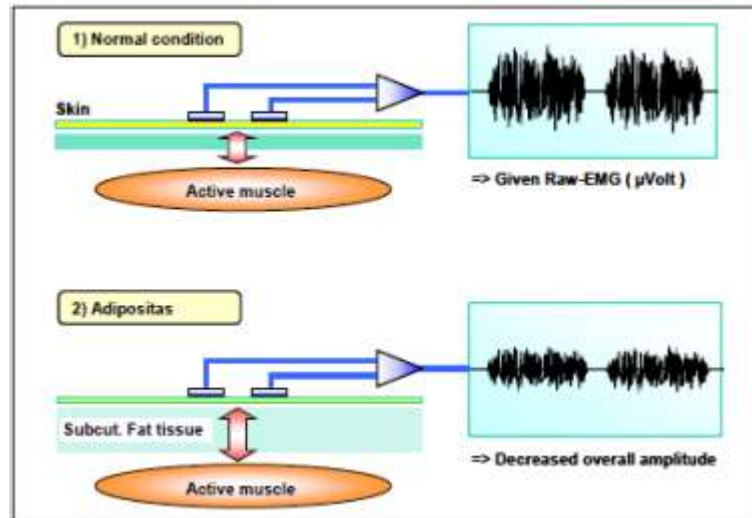 1) Normal condition
Skin
Active muscle
=> Given Raw-EMG ( µVolt )
2) Adipositas
Subcut. Fat tissue
Active muscle
=> Decreased overall amplitude